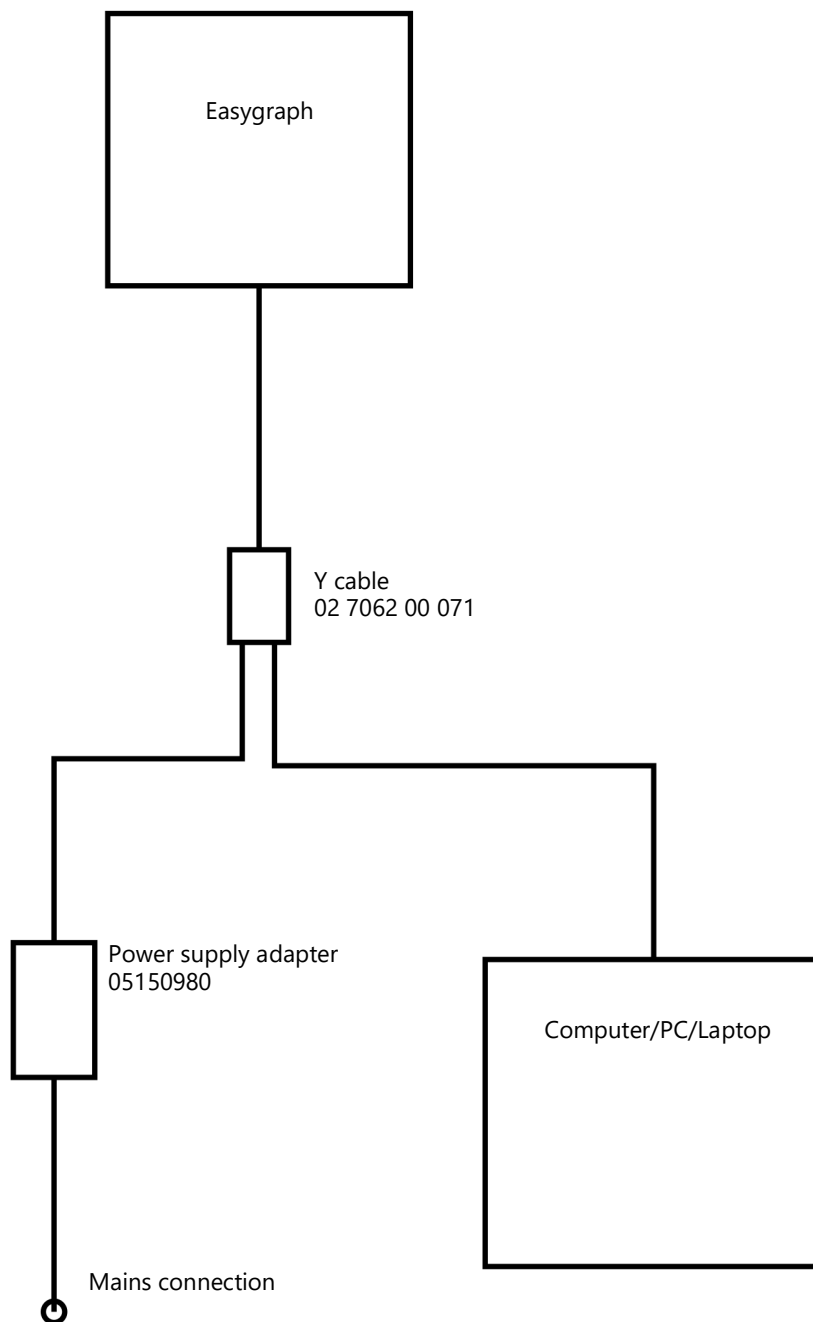 Easygraph
Y cable
02 7062 00 071
Power supply adapter
05150980
Computer/PC/Laptop
Mains connection